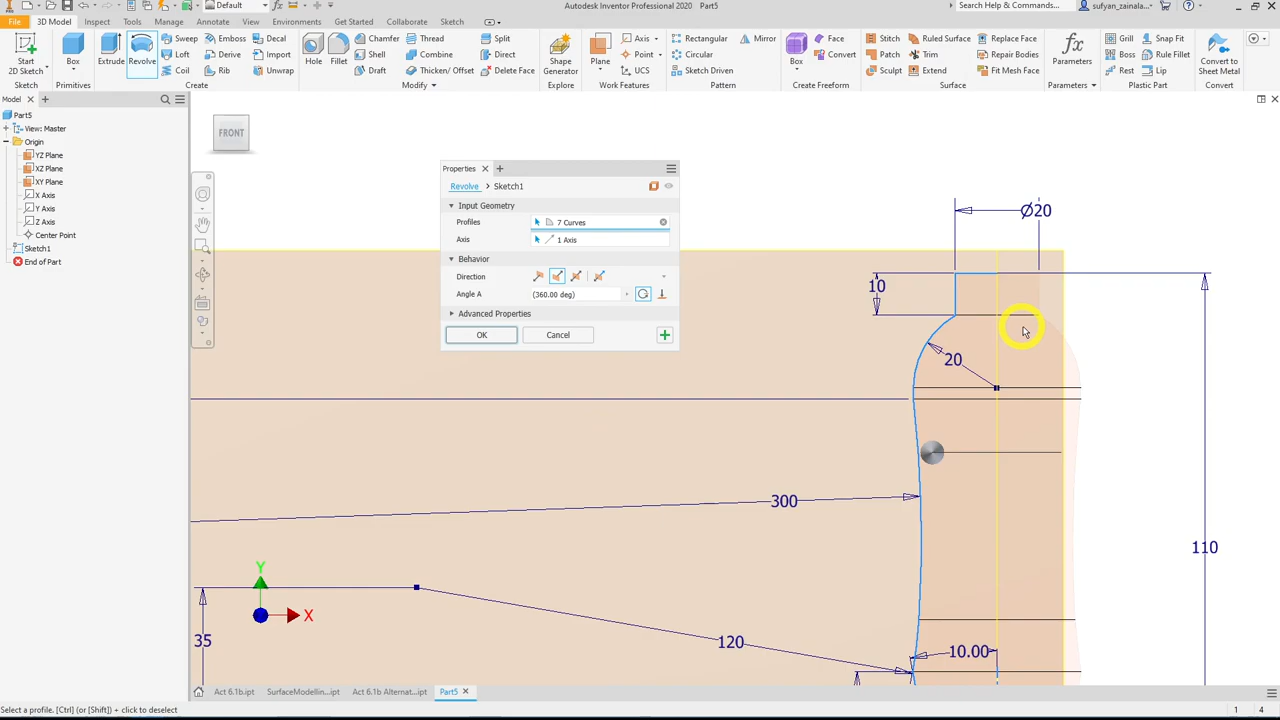 Default
Autodesk Inventor Professional 2020 Part5
Search Help & Commands...
sufyan_zainala...
File 3D Model Inspect Tools Manage Annotate View Environments Get Started Collaborate Sketch
Start 2D Sketch
Box
Primitives
Extrude
Revolve
Sweep
Loft
Coil
Emboss
Derive
Rib
Decal
Import
Unwrap
Create
Hole
Fillet
Chamfer
Shell
Draft
Thread
Combine
Thicken/ Offset
Split
Direct
Delete Face
Modify
Shape Generator
Explore
Plane
Axis
Point
UCS
Work Features
Rectangular
Circular
Sketch Driven
Mirror
Pattern
Box
Face
Convert
Create Freeform
Stitch
Patch
Sculpt
Ruled Surface
Trim
Extend
Replace Face
Repair Bodies
Fit Mesh Face
Surface
Parameters
Parameters
Grill
Boss
Rest
Snap Fit
Rule Fillet
Lip
Plastic Part
Convert to Sheet Metal
Convert
Model
Part5
View: Master
Origin
YZ Plane
XZ Plane
XY Plane
X Axis
Y Axis
Z Axis
Center Point
Sketch1
End of Part
FRONT
Properties
Revolve Sketch1
Input Geometry
Profiles 7 Curves
Axis 1 Axis
Behavior
Direction
Angle A (360.00 deg)
Advanced Properties
OK Cancel
Ø20
10
20
300
110
Y
X
35
120
10.00
Act 6.1b.ipt SurfaceModellin...ipt Act 6.1b Alternat...ipt Part5
Select a profile. [Ctrl] (or [Shift]) + click to deselect
1 4